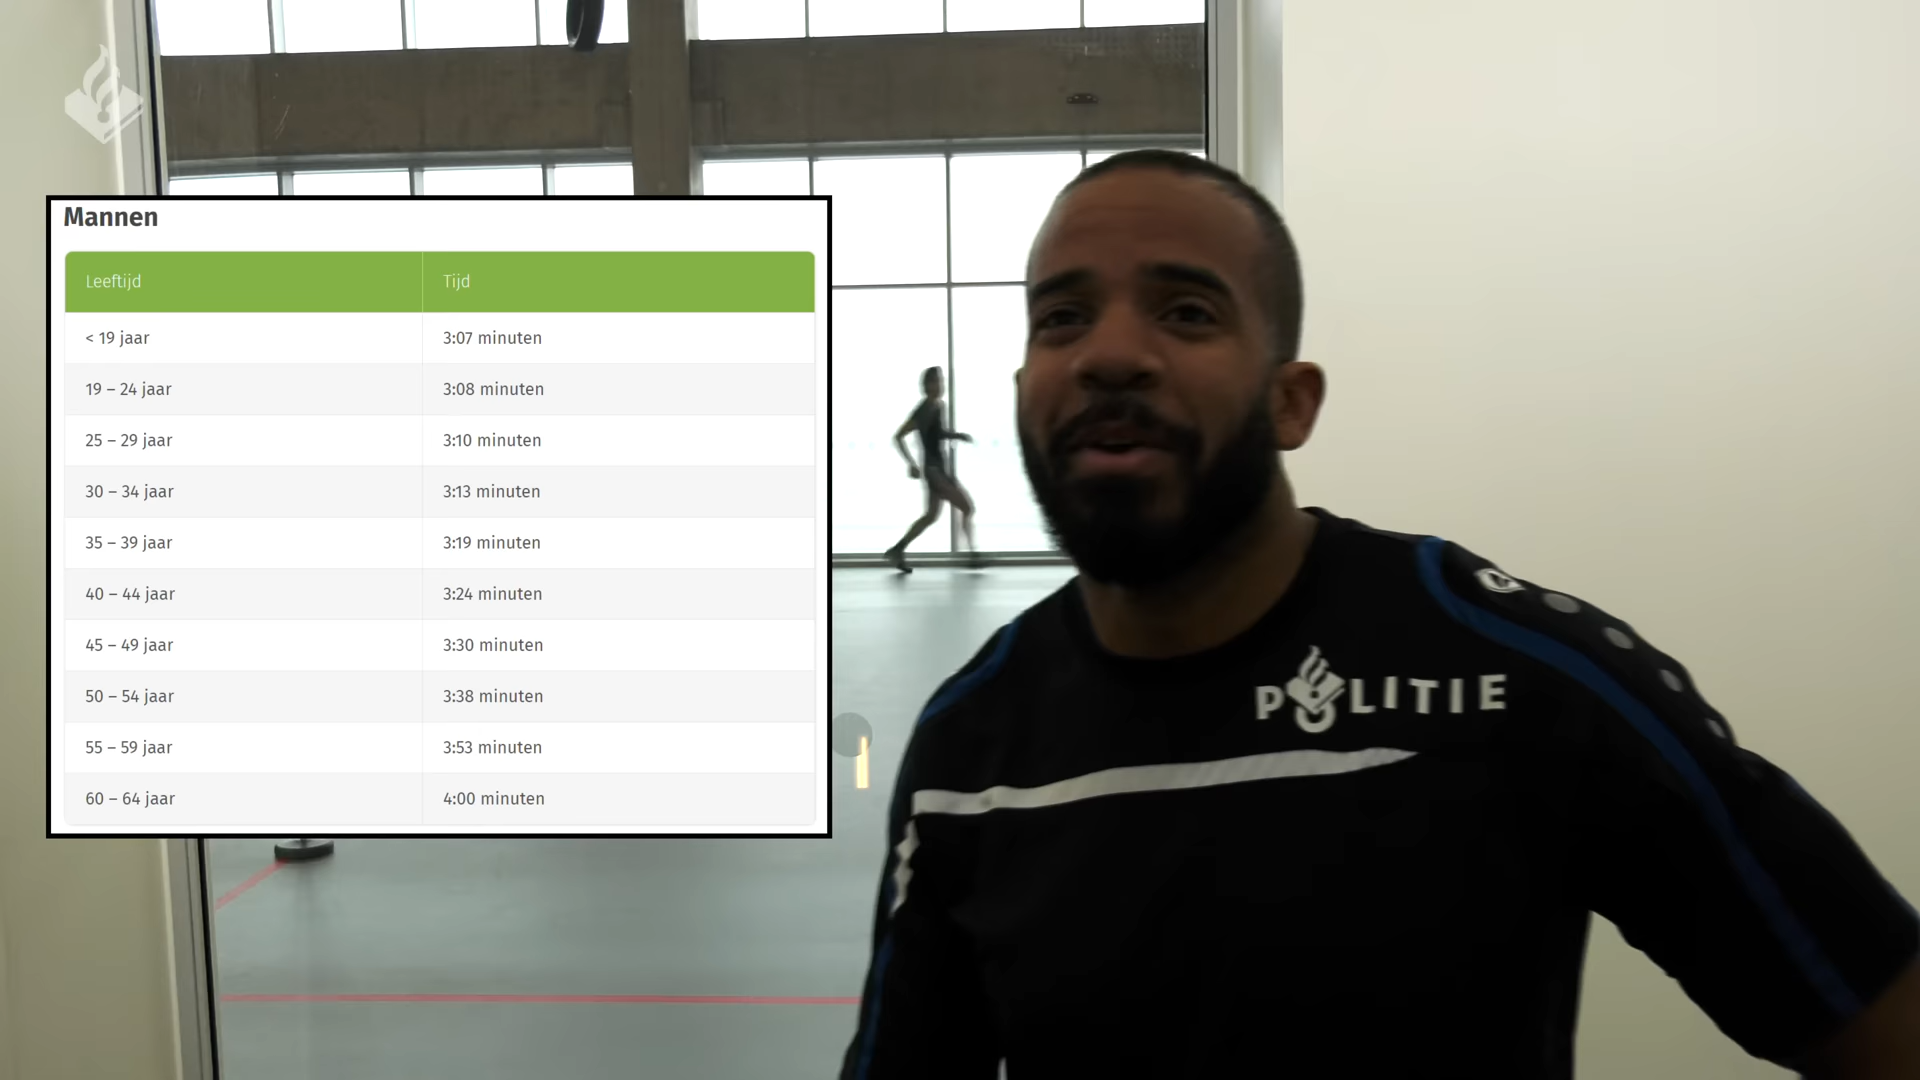 Mannen
Leeftijd Tijd
< 19 jaar 3:07 minuten
19 – 24 jaar 3:08 minuten
25 – 29 jaar 3:10 minuten
30 – 34 jaar 3:13 minuten
35 – 39 jaar 3:19 minuten
40 – 44 jaar 3:24 minuten
45 – 49 jaar 3:30 minuten
50 – 54 jaar 3:38 minuten
55 – 59 jaar 3:53 minuten
60 – 64 jaar 4:00 minuten
POLITIE